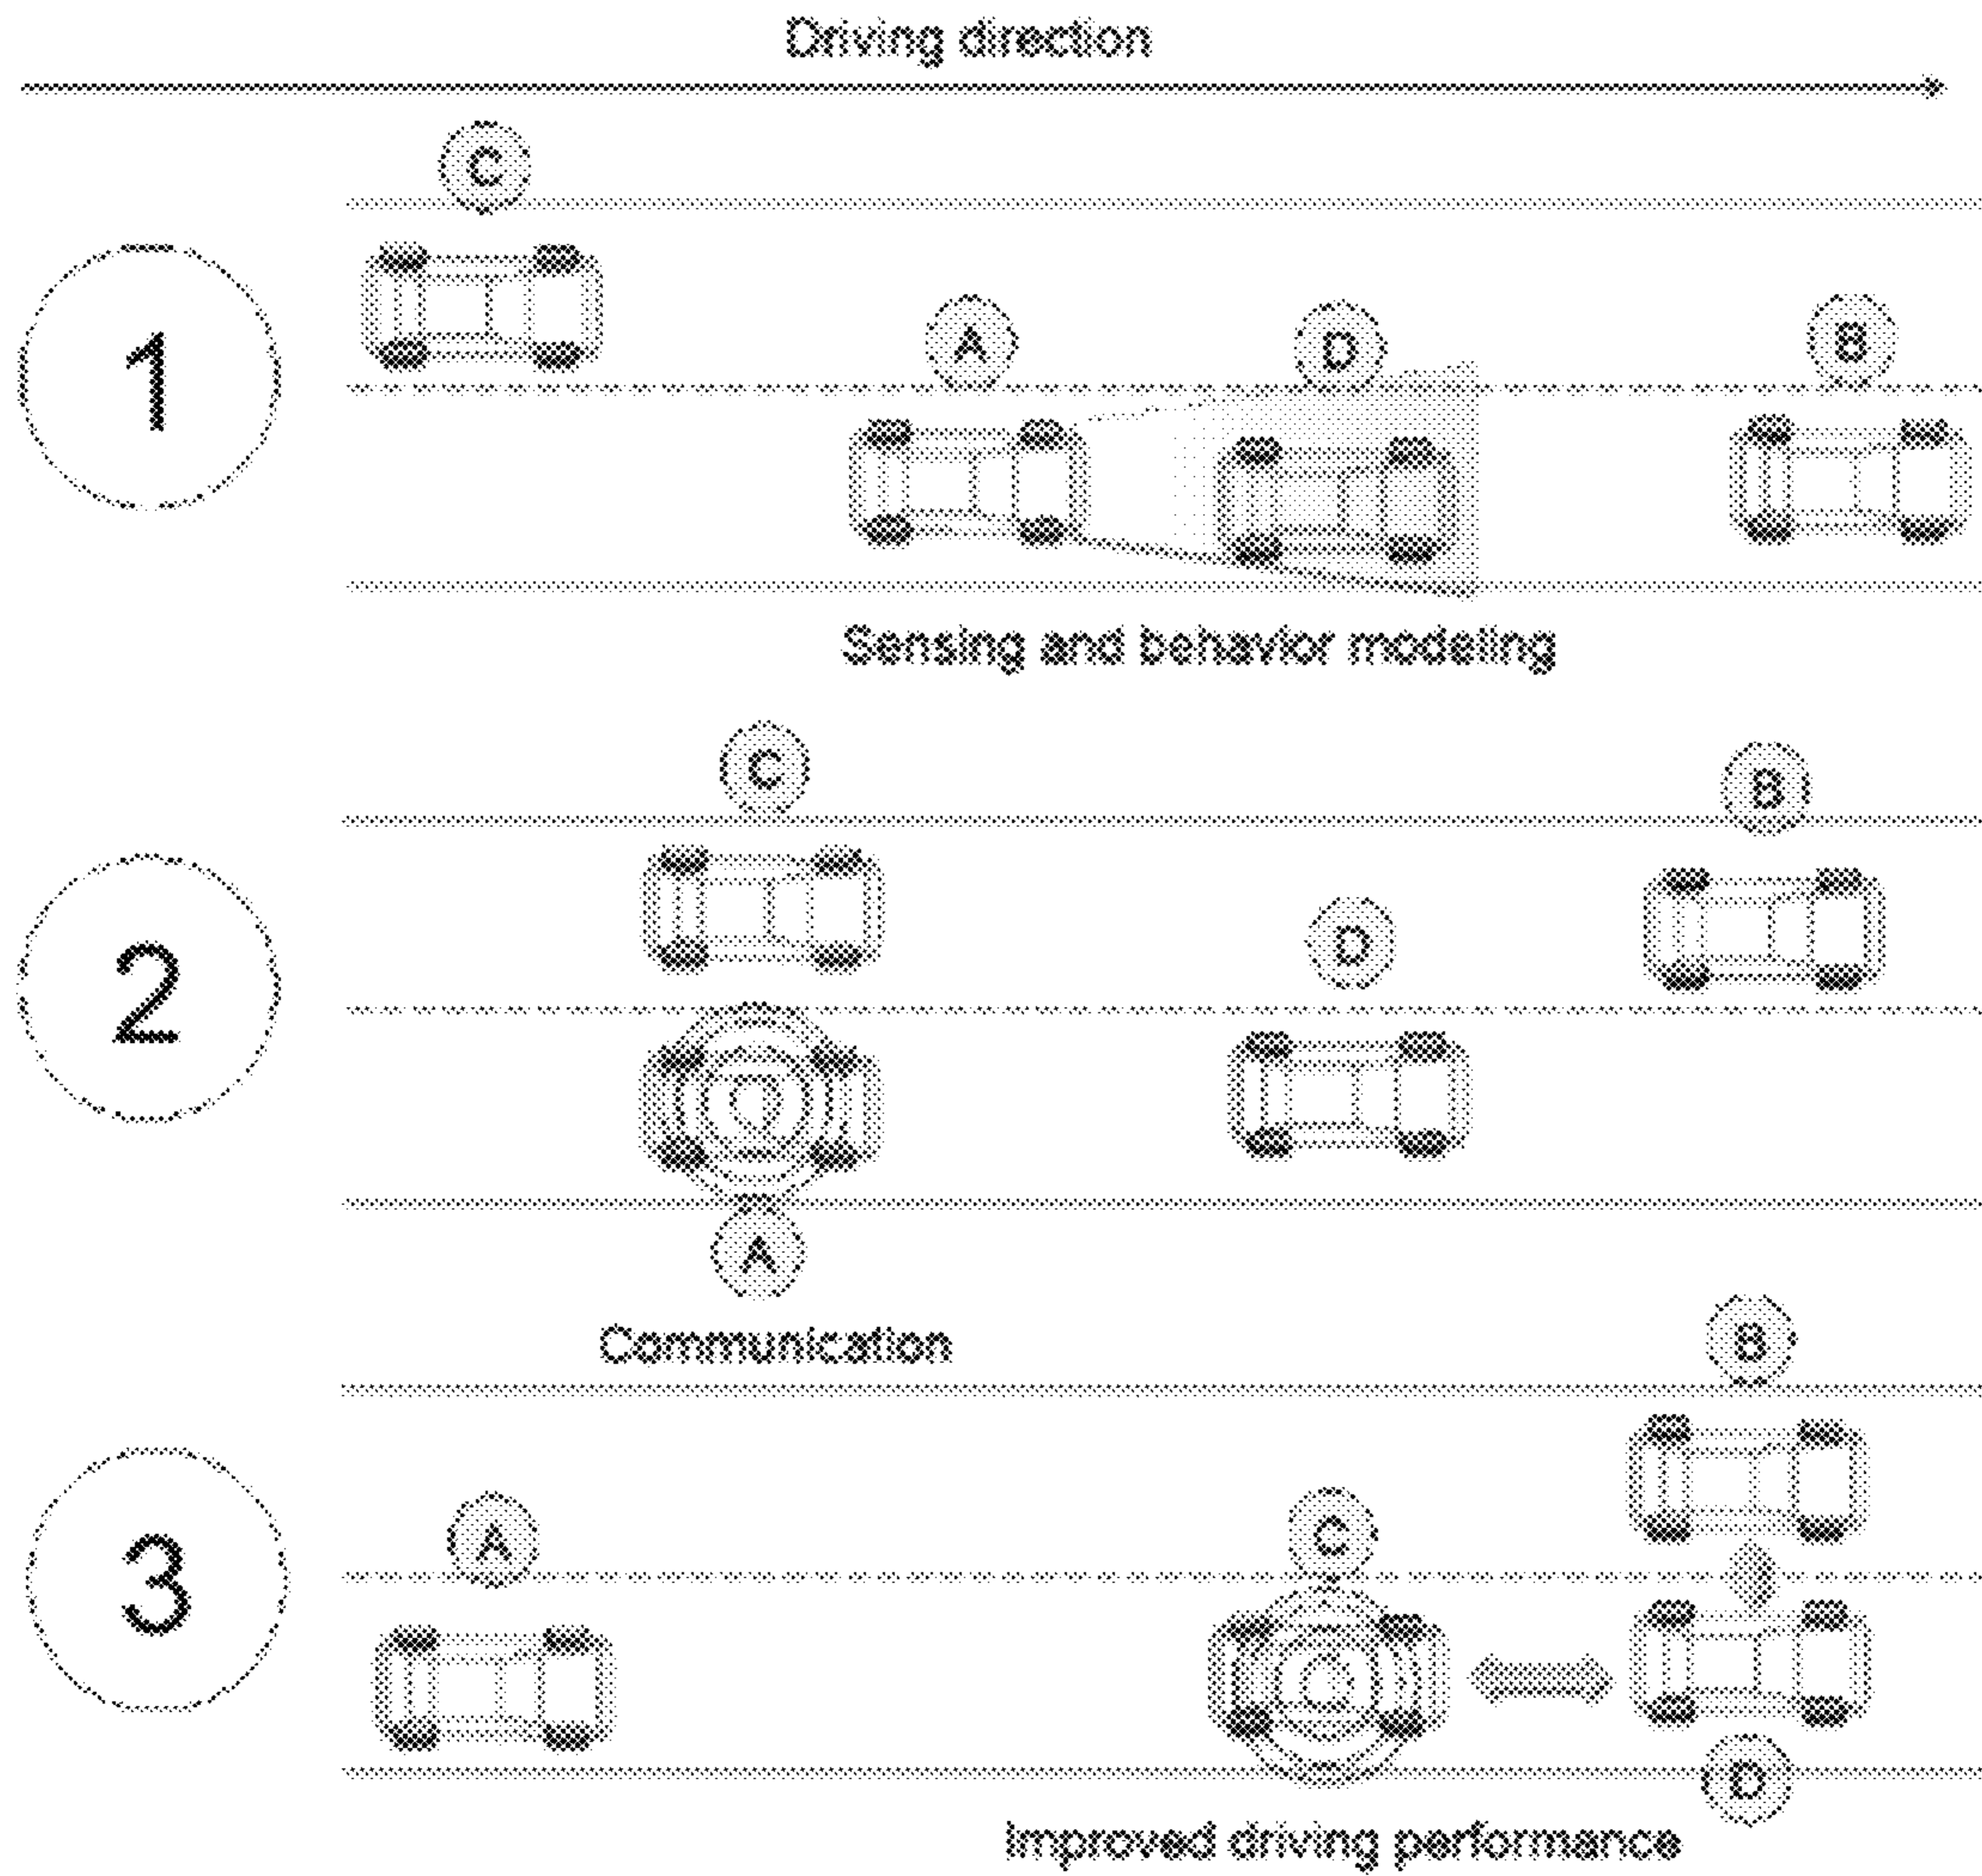 Driving direction
C
1
A
D
B
Sensing and behavior modeling
C
B
2
D
A
Communication
B
3
A
C
D
Improved driving performance